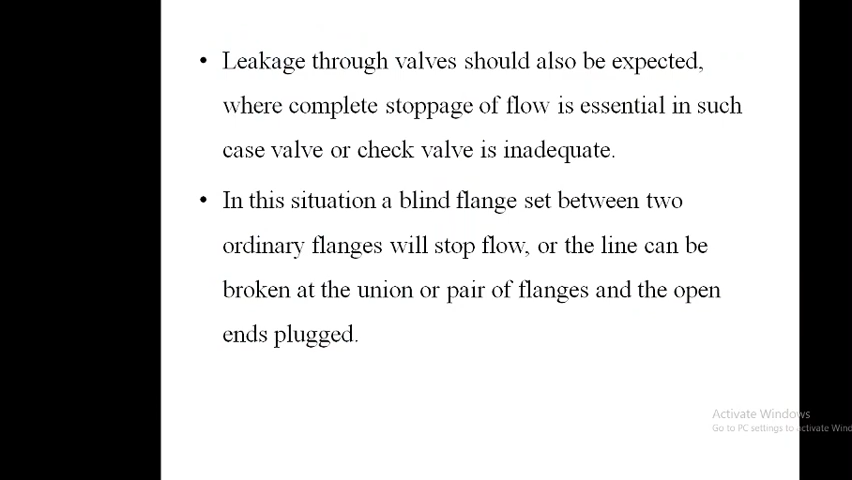 • Leakage through valves should also be expected,
where complete stoppage of flow is essential in such
case valve or check valve is inadequate.
• In this situation a blind flange set between two
ordinary flanges will stop flow, or the line can be
broken at the union or pair of flanges and the open
ends plugged.
Activate Windows
Go to PC settings to activate Wind